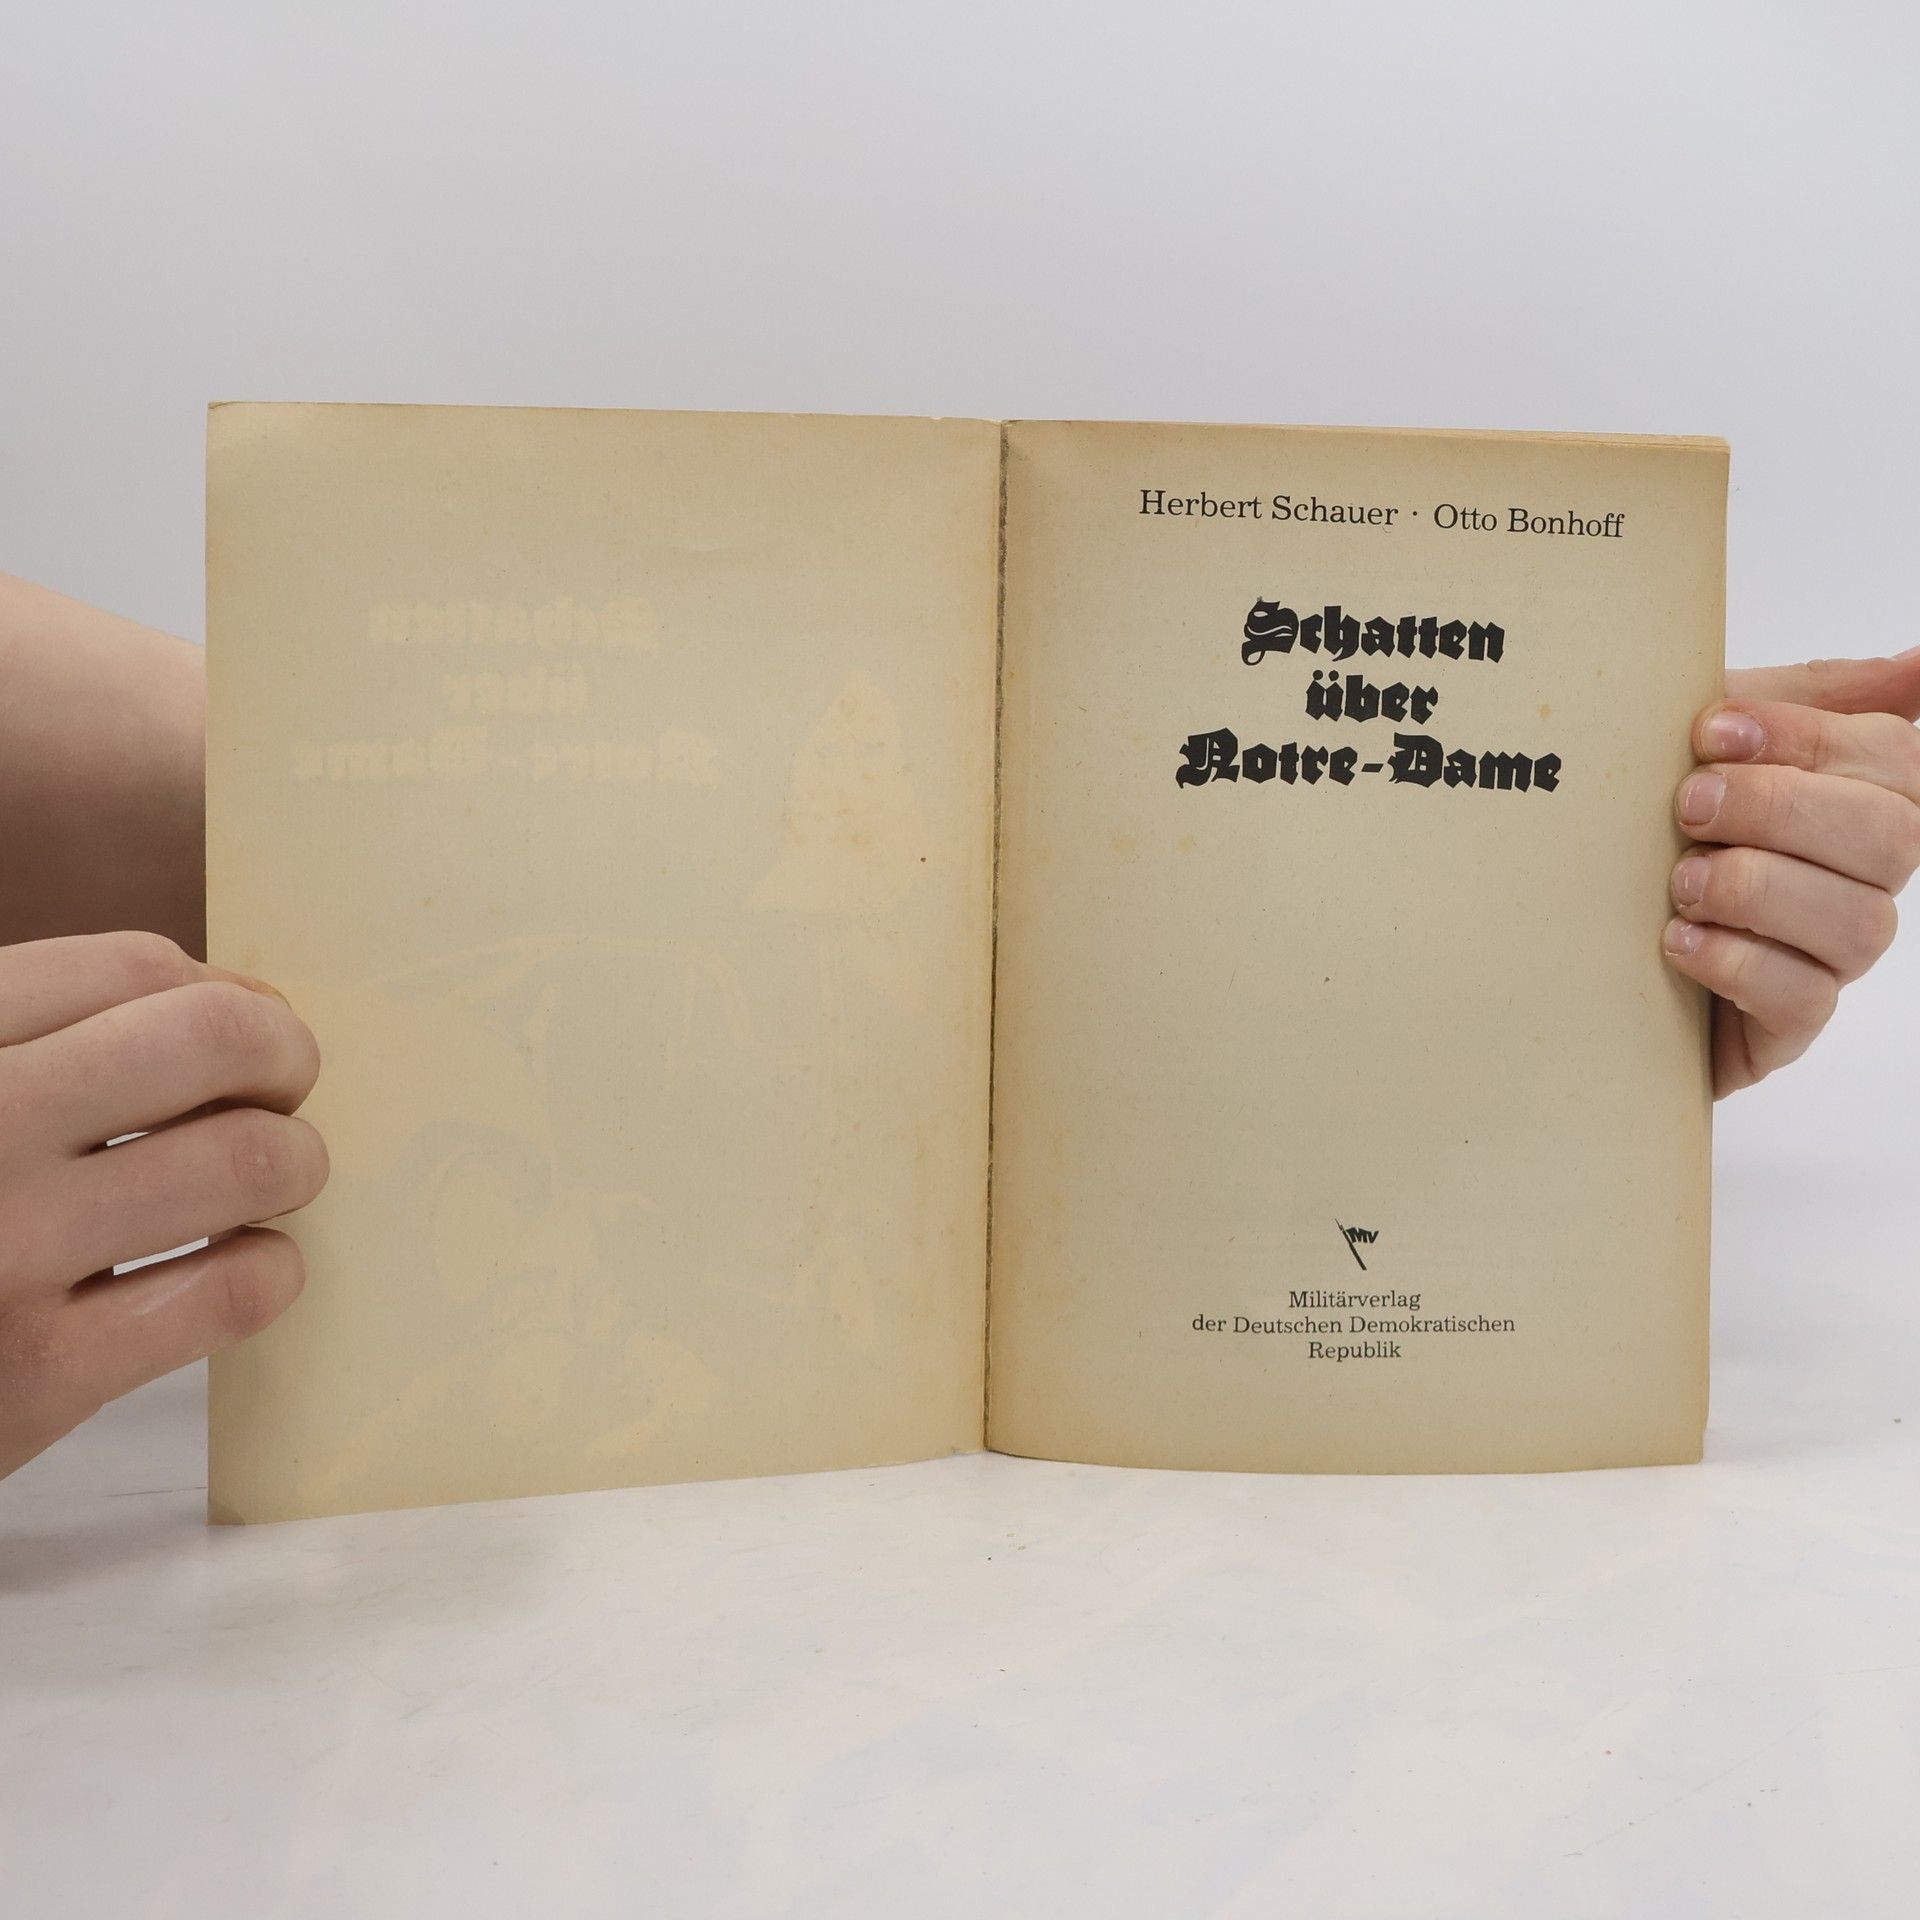 Herbert Schauer · Otto Bonhoff
Schatten
über
Notre-Dame
MV
Militärverlag
der Deutschen Demokratischen
Republik